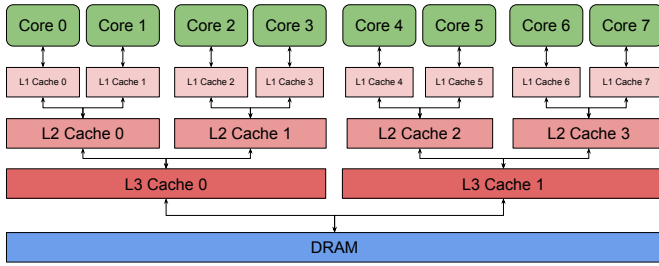 Core 0 Core 1 Core 2 Core 3 Core 4 Core 5 Core 6 Core 7
L1 Cache 0 L1 Cache 1 L1 Cache 2 L1 Cache 3 L1 Cache 4 L1 Cache 5 L1 Cache 6 L1 Cache 7
L2 Cache 0 L2 Cache 1 L2 Cache 2 L2 Cache 3
L3 Cache 0 L3 Cache 1
DRAM